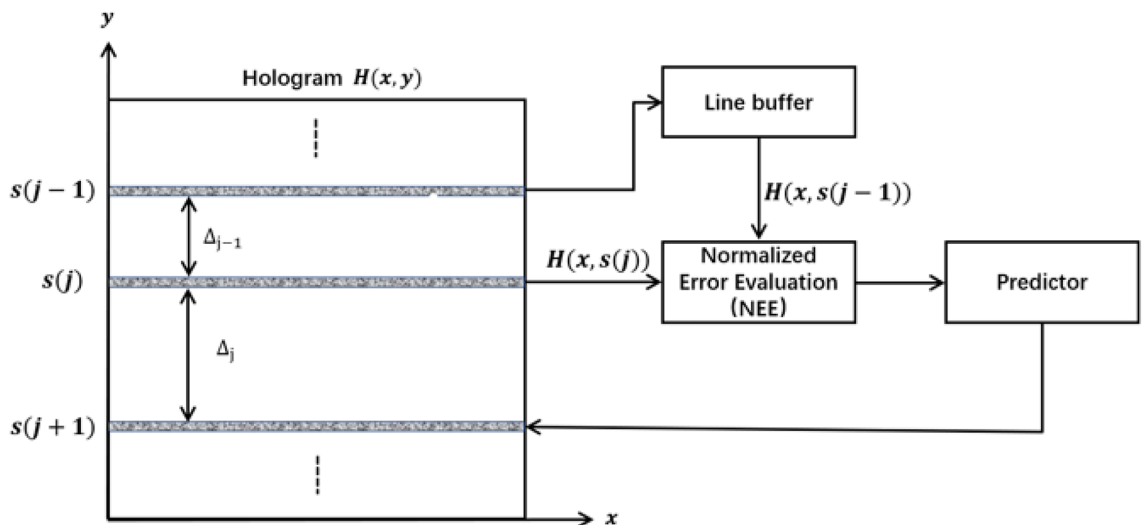 y
Hologram H(x, y)
Line buffer
s(j − 1)
H(x, s(j − 1))
Δj−1
H(x, s(j))
Normalized
Error Evaluation
(NEE)
Predictor
s(j)
Δj
s(j + 1)
x